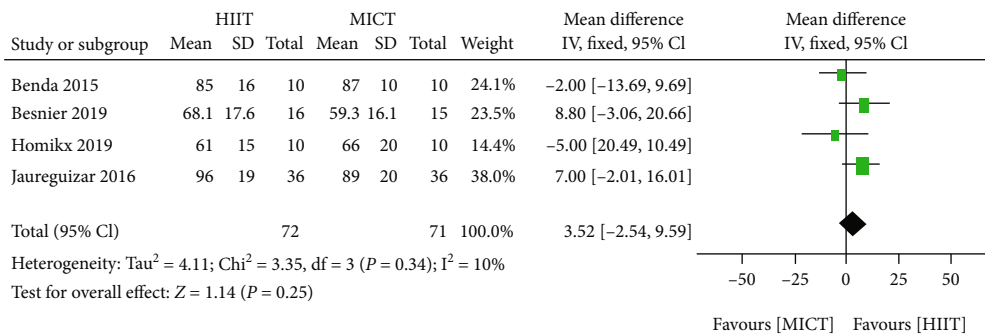 HIIT MICT Mean difference Mean difference
Study or subgroup Mean SD Total Mean SD Total Weight IV, fixed, 95% Cl IV, fixed, 95% Cl
Benda 2015 85 16 10 87 10 10 24.1% −2.00 [−13.69, 9.69]
Besnier 2019 68.1 17.6 16 59.3 16.1 15 23.5% 8.80 [−3.06, 20.66]
Homikx 2019 61 15 10 66 20 10 14.4% −5.00 [20.49, 10.49]
Jaureguizar 2016 96 19 36 89 20 36 38.0% 7.00 [−2.01, 16.01]
Total (95% Cl) 72 71 100.0% 3.52 [−2.54, 9.59]
Heterogeneity: Tau² = 4.11; Chi² = 3.35, df = 3 (P = 0.34); I² = 10%
Test for overall effect: Z = 1.14 (P = 0.25)
−50 −25 0 25 50
Favours [MICT] Favours [HIIT]